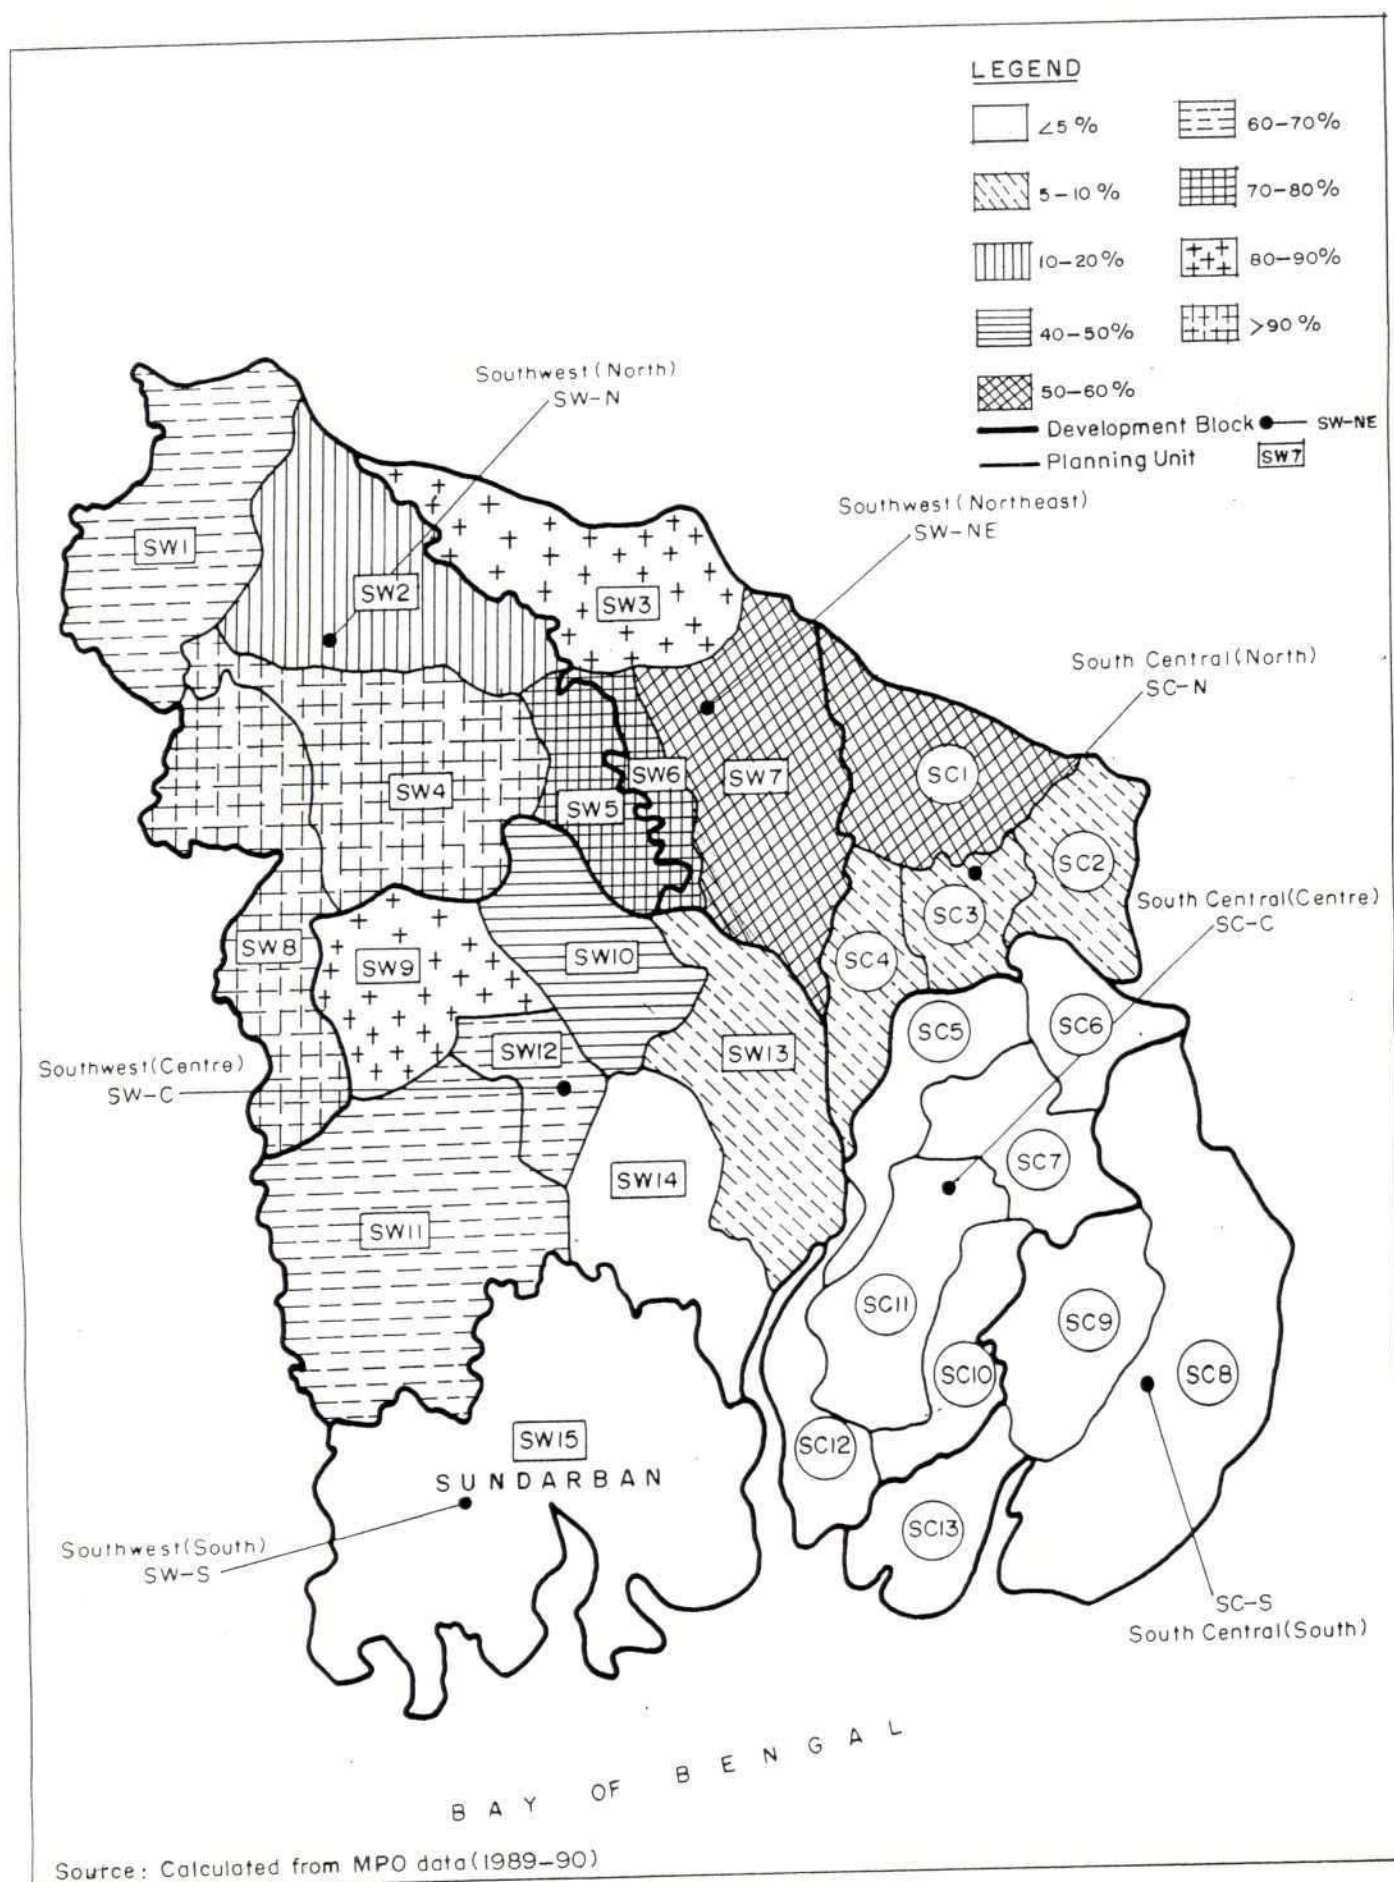 LEGEND
<5%
60-70%
5-10%
70-80%
10-20%
80-90%
40-50%
>90%
50-60%
Development Block SW-NE
Planning Unit SW7
Southwest(North)
SW-N
Southwest(Northeast)
SW-NE
South Central(North)
SC-N
South Central(Centre)
SC-C
Southwest(Centre)
SW-C
Southwest(South)
SW-S
SC-S
South Central(South)
SW1
SW2
SW3
SW4
SW5
SW6
SW7
SW8
SW9
SW10
SW11
SW12
SW13
SW14
SW15
SUNDARBAN
SC1
SC2
SC3
SC4
SC5
SC6
SC7
SC8
SC9
SC10
SC11
SC12
SC13
BAY OF BENGAL
Source: Calculated from MPO data(1989-90)